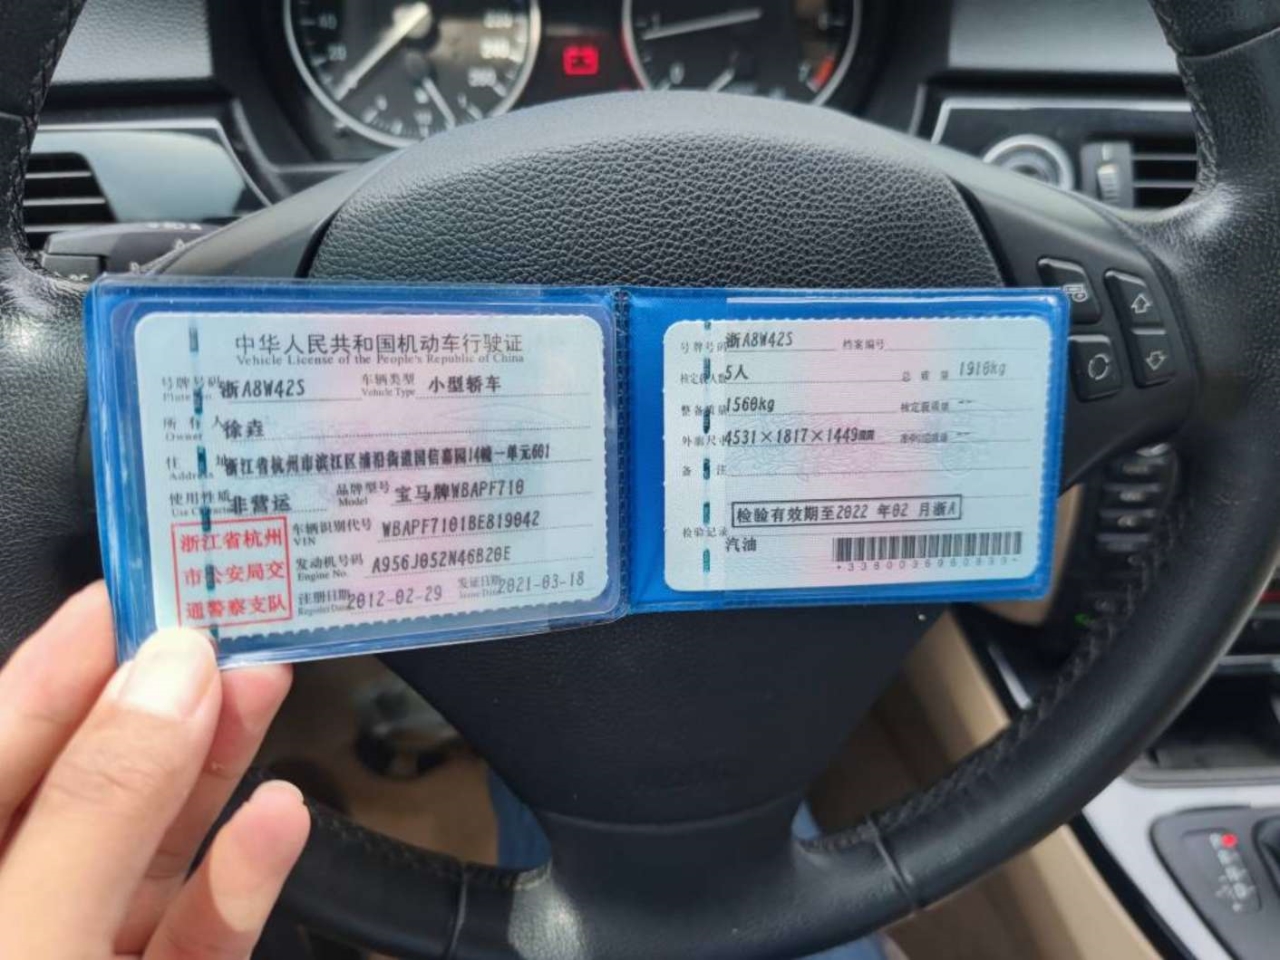 中华人民共和国机动车行驶证
Vehicle License of the People's Republic of China
号牌号码 浙A8W42S 车辆类型 小型轿车
Plate No. Vehicle Type
所有人 徐垚
Owner
住址 浙江省杭州市滨江区浦沿街道国信嘉园14幢一单元601
Address
使用性质 非营运 品牌型号 宝马牌WBAPF710
Use Character Model
浙江省杭州
市公安局交
通警察支队
车辆识别代号 WBAPF7101BE819042
VIN
发动机号码 A956J052N46B20E
Engine No.
注册日期 2012-02-29 发证日期 2021-03-18
Register Date Issue Date
号牌号码 浙A8W42S 档案编号
核定载人数 5人 总质量 1910kg
整备质量 1560kg 核定载质量 --
外廓尺寸 4531×1817×1449mm 准牵引总质量 --
备注
检验有效期至2022 年02 月浙A
检验记录
汽油